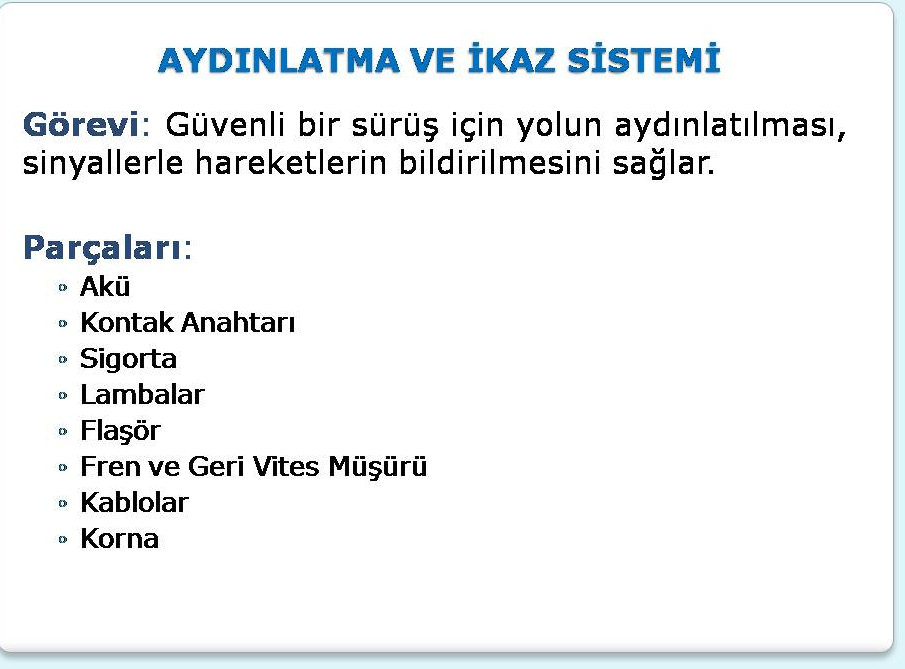 AYDINLATMA VE İKAZ SİSTEMİ
Görevi: Güvenli bir sürüş için yolun aydınlatılması,
sinyallerle hareketlerin bildirilmesini sağlar.
Parçaları:
Akü
Kontak Anahtarı
Sigorta
Lambalar
Flaşör
Fren ve Geri Vites Müşürü
Kablolar
Korna